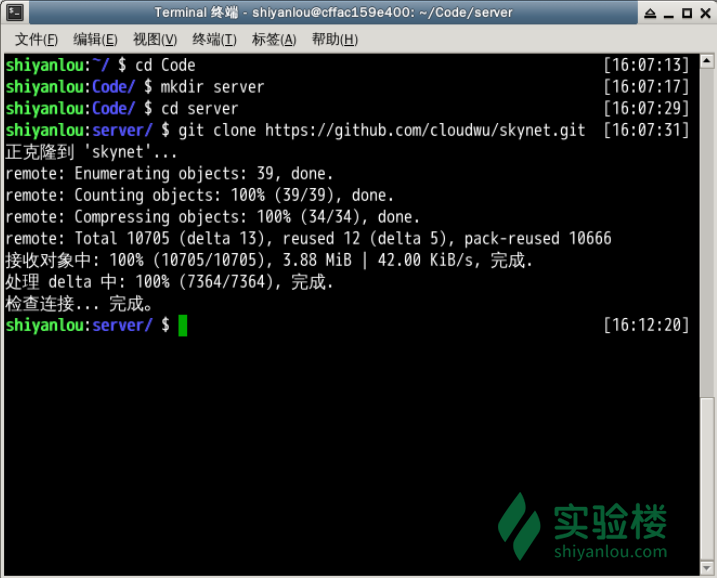 Terminal 终端 - shiyanlou@cffac159e400: ~/Code/server
文件(F) 编辑(E) 视图(V) 终端(T) 标签(A) 帮助(H)
shiyanlou:~/ $ cd Code [16:07:13]
shiyanlou:Code/ $ mkdir server [16:07:17]
shiyanlou:Code/ $ cd server [16:07:29]
shiyanlou:server/ $ git clone https://github.com/cloudwu/skynet.git [16:07:31]
正克隆到 'skynet'...
remote: Enumerating objects: 39, done.
remote: Counting objects: 100% (39/39), done.
remote: Compressing objects: 100% (34/34), done.
remote: Total 10705 (delta 13), reused 12 (delta 5), pack-reused 10666
接收对象中: 100% (10705/10705), 3.88 MiB | 42.00 KiB/s, 完成.
处理 delta 中: 100% (7364/7364), 完成.
检查连接... 完成。
shiyanlou:server/ $ [16:12:20]
实验楼
shiyanlou.com